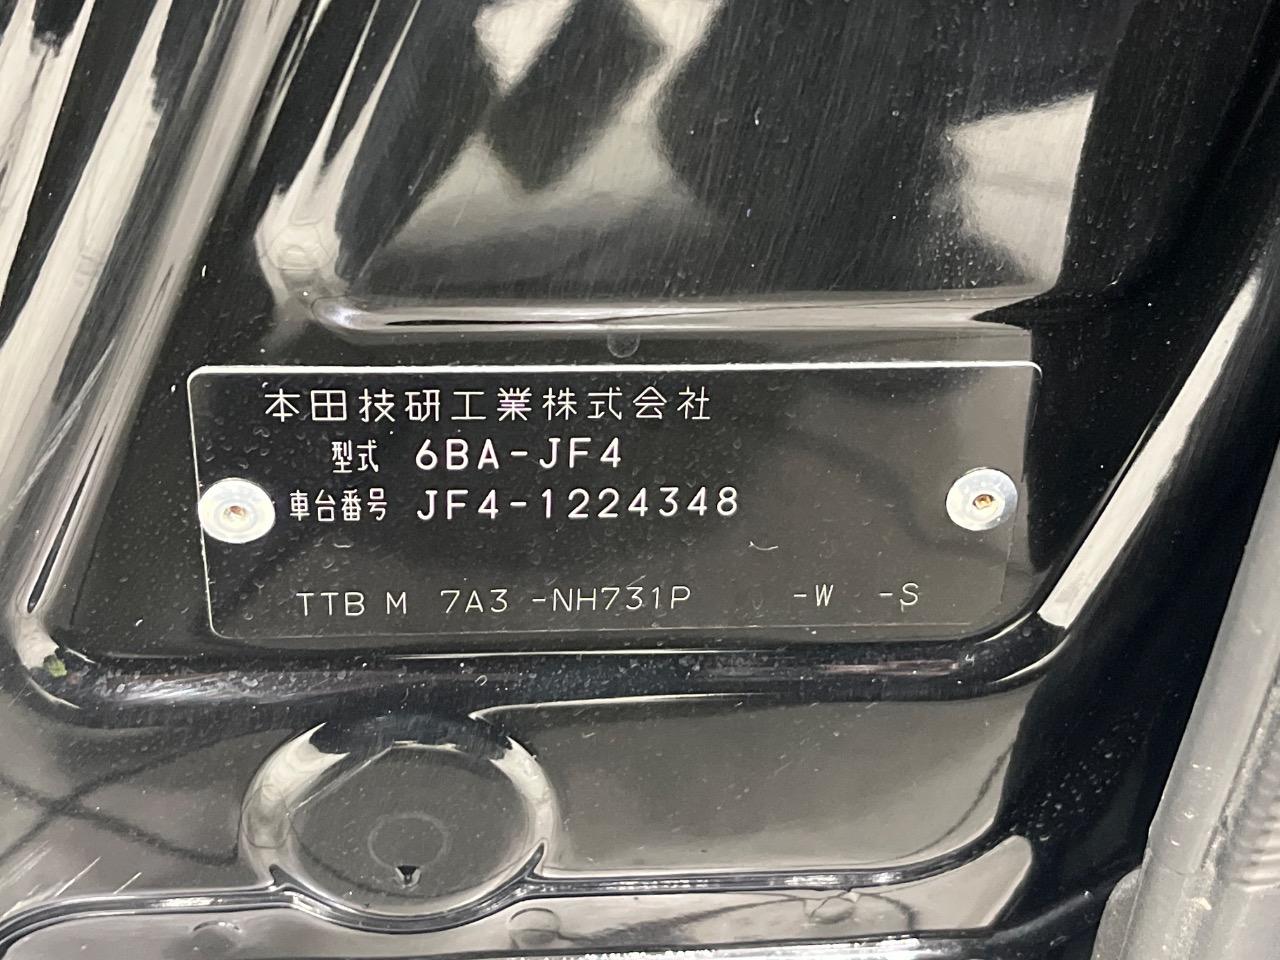 本田技研工業株式会社
型式 6BA-JF4
車台番号 JF4-1224348
TTB M 7A3 -NH731P -W -S